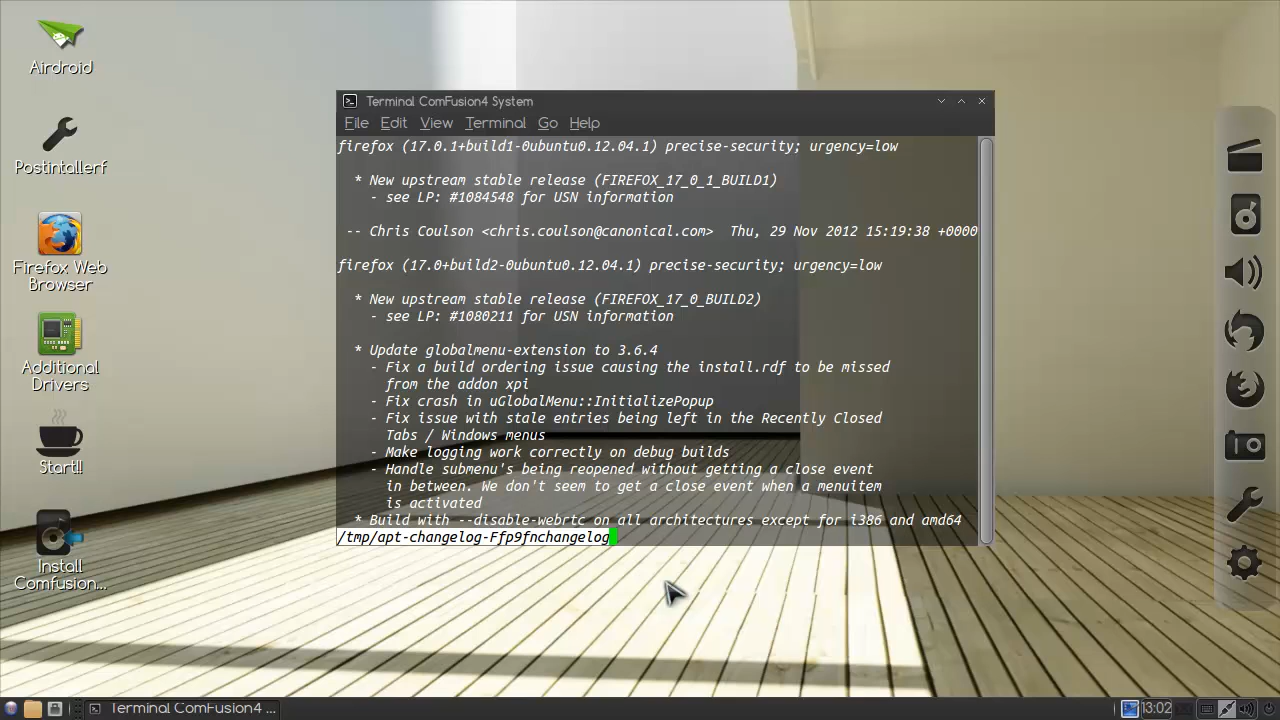 Airdroid
Postintallerf
Firefox Web
Browser
Additional
Drivers
Start!!
Install
Comfusion...
Terminal ComFusion4 System
File Edit View Terminal Go Help
firefox (17.0.1+build1-0ubuntu0.12.04.1) precise-security; urgency=low
* New upstream stable release (FIREFOX_17_0_1_BUILD1)
- see LP: #1084548 for USN information
-- Chris Coulson <chris.coulson@canonical.com>  Thu, 29 Nov 2012 15:19:38 +0000
firefox (17.0+build2-0ubuntu0.12.04.1) precise-security; urgency=low
* New upstream stable release (FIREFOX_17_0_BUILD2)
- see LP: #1080211 for USN information
* Update globalmenu-extension to 3.6.4
- Fix a build ordering issue causing the install.rdf to be missed
from the addon xpi
- Fix crash in uGlobalMenu::InitializePopup
- Fix issue with stale entries being left in the Recently Closed
Tabs / Windows menus
- Make logging work correctly on debug builds
- Handle submenu's being reopened without getting a close event
in between. We don't seem to get a close event when a menuitem
is activated
* Build with --disable-webrtc on all architectures except for i386 and amd64
/tmp/apt-changelog-Ffp9fnchangelog
Terminal ComFusion4 ...
13:02